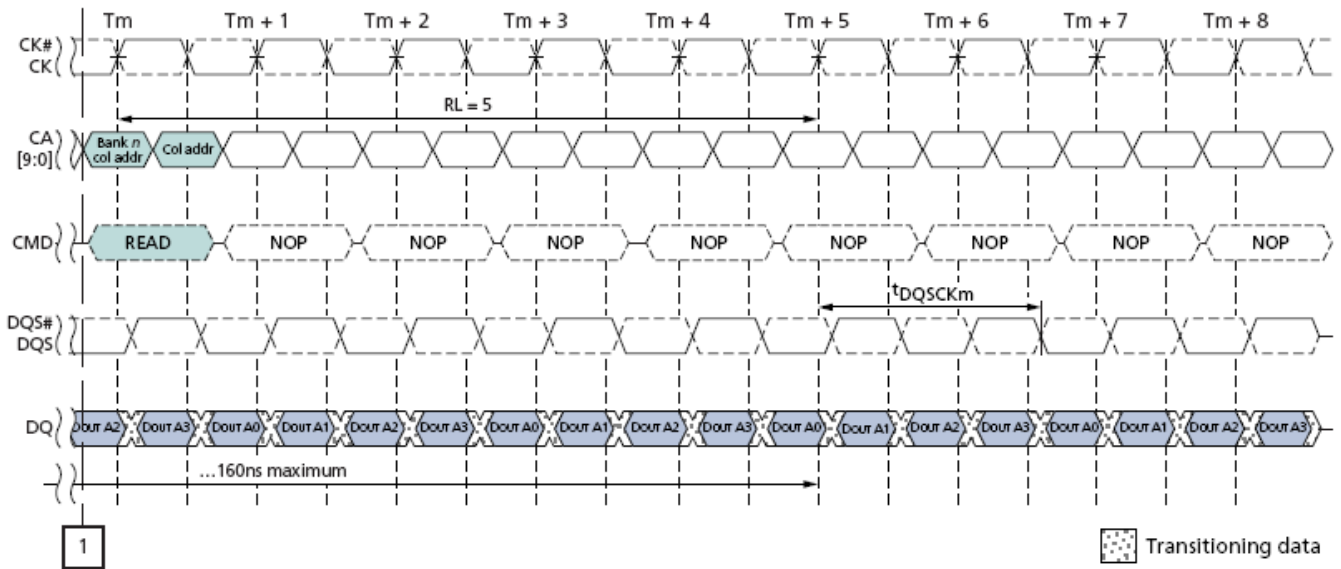 Tm Tm + 1 Tm + 2 Tm + 3 Tm + 4 Tm + 5 Tm + 6 Tm + 7 Tm + 8
CK#
CK
RL = 5
CA
[9:0]
Bank n
col addr
Col addr
CMD READ NOP NOP NOP NOP NOP NOP NOP NOP
tDQSCKm
DQS#
DQS
DQ DOUT A2 DOUT A3 DOUT A0 DOUT A1 DOUT A2 DOUT A3 DOUT A0 DOUT A1 DOUT A2 DOUT A3 DOUT A0 DOUT A1 DOUT A2 DOUT A3 DOUT A0 DOUT A1 DOUT A2 DOUT A3
...160ns maximum
1
Transitioning data